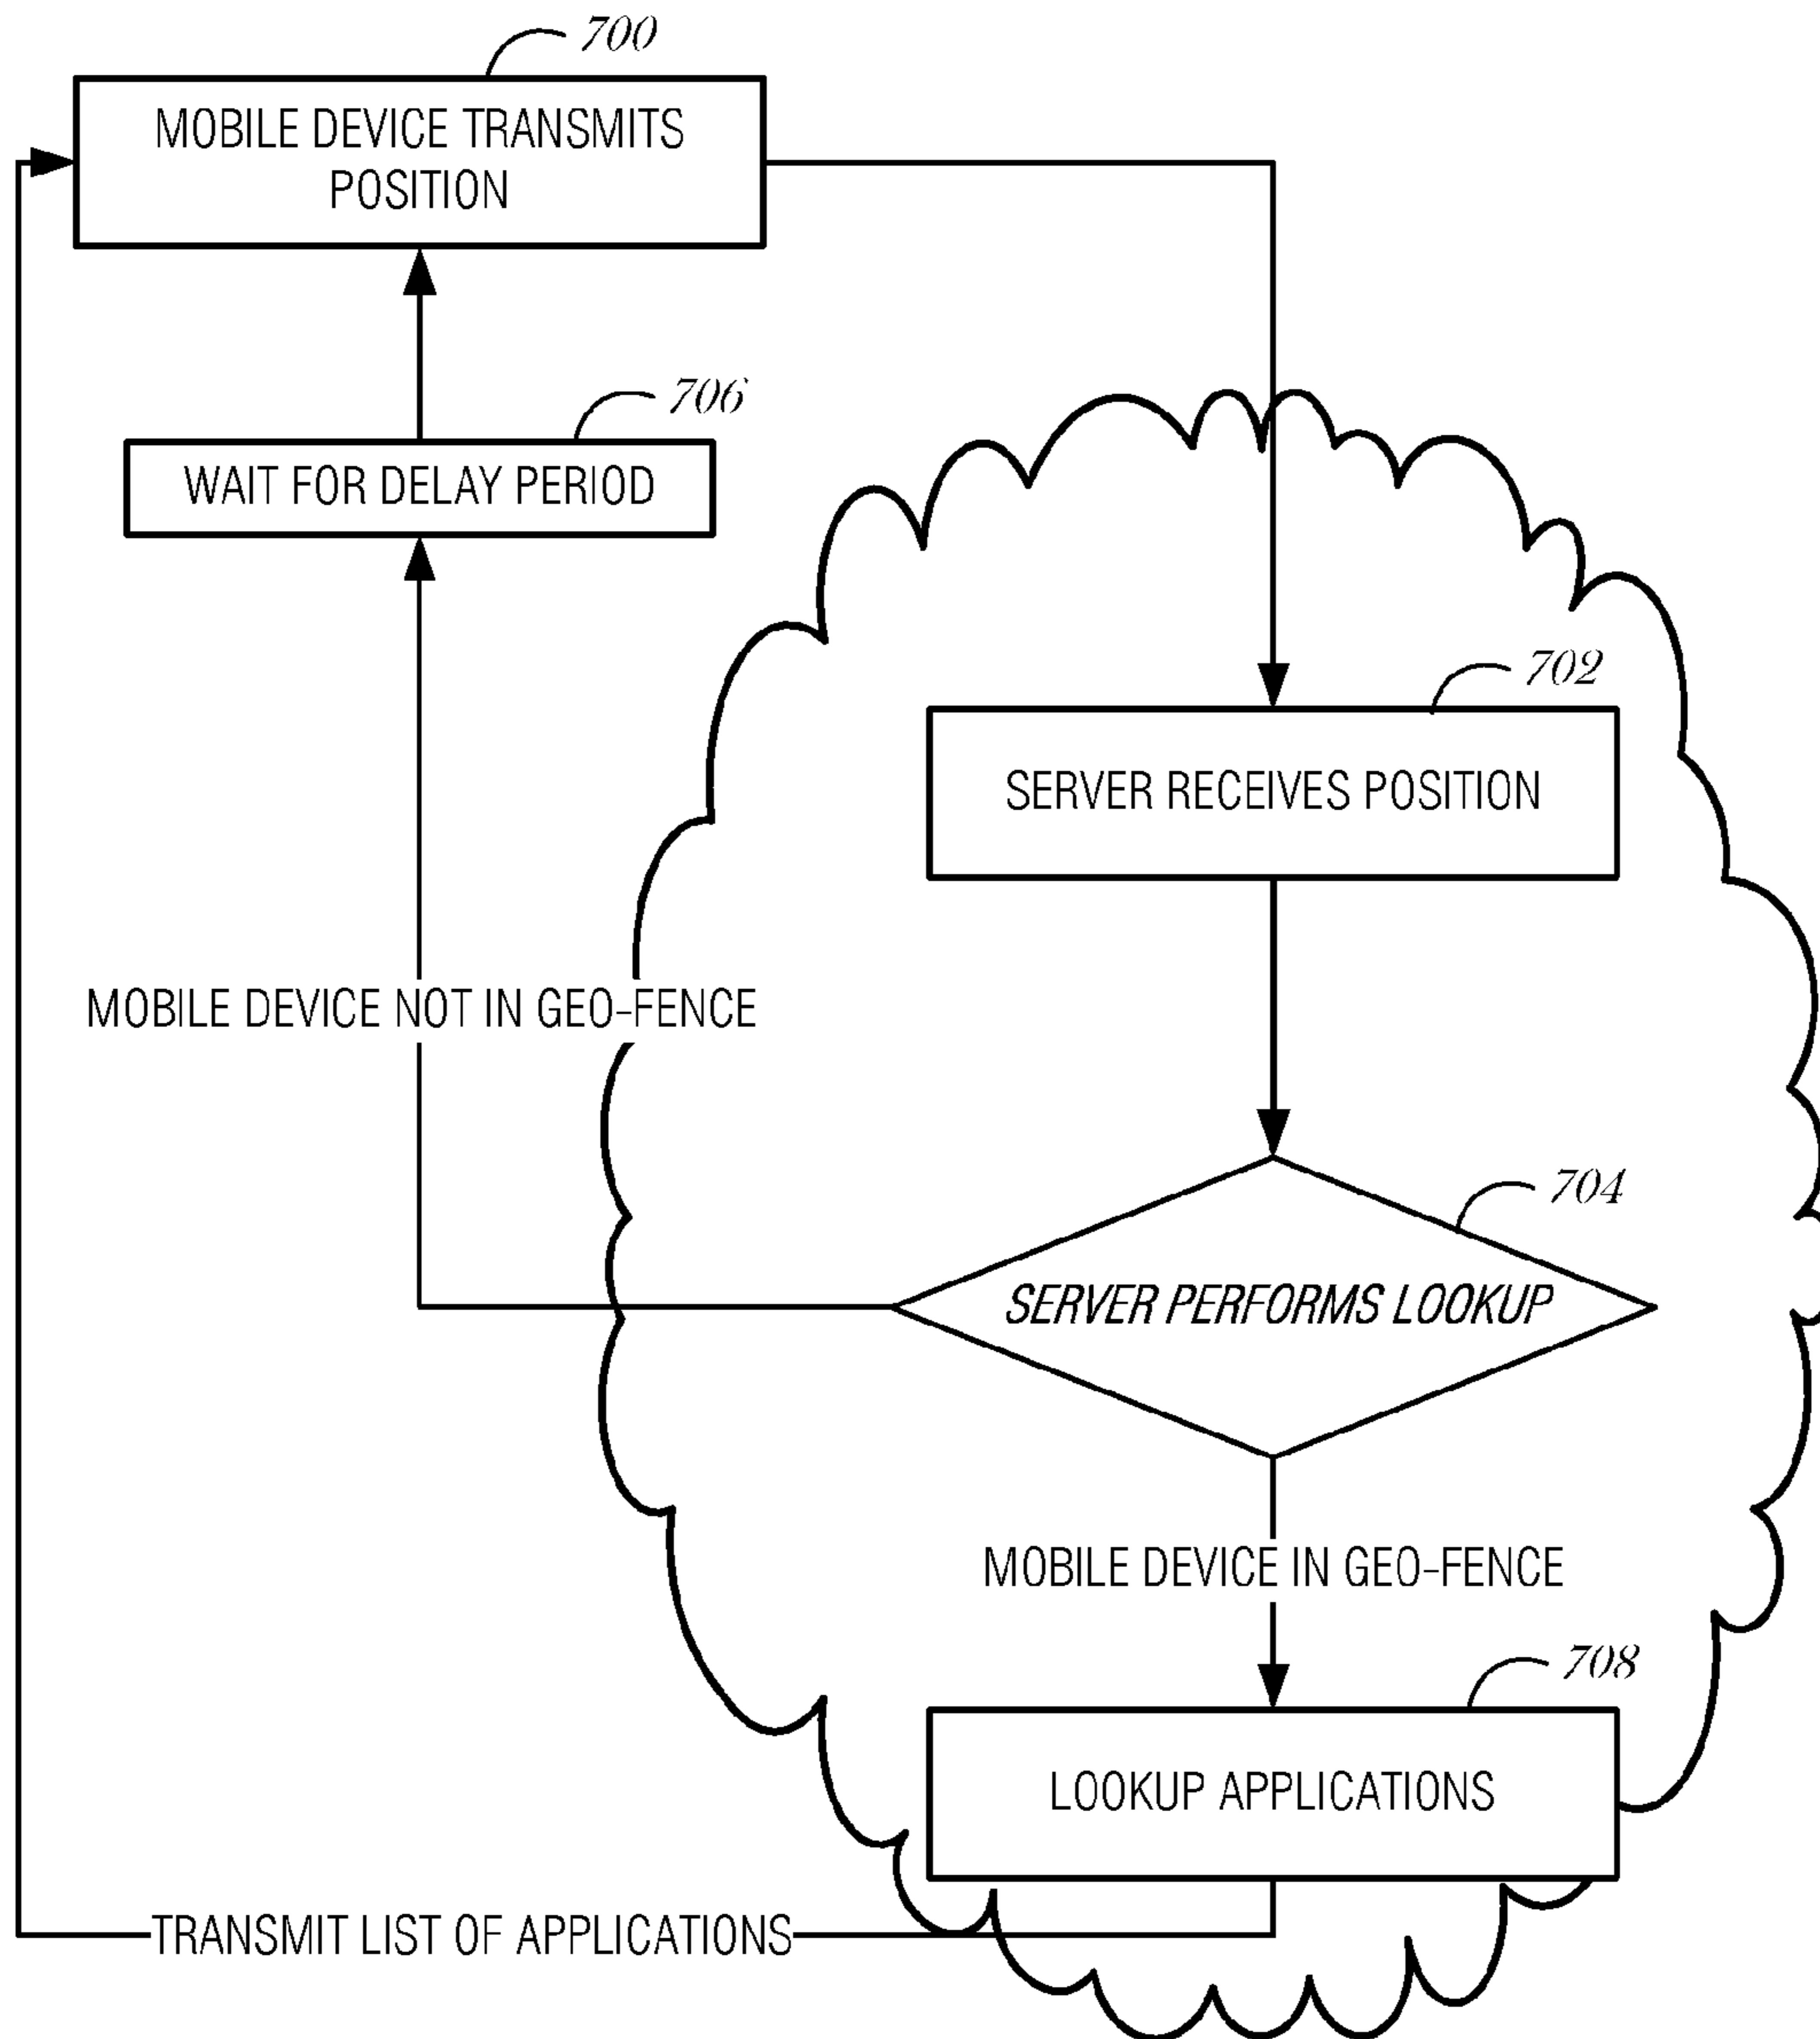 700
MOBILE DEVICE TRANSMITS
POSITION
706
WAIT FOR DELAY PERIOD
702
SERVER RECEIVES POSITION
MOBILE DEVICE NOT IN GEO-FENCE
704
SERVER PERFORMS LOOKUP
MOBILE DEVICE IN GEO-FENCE
708
LOOKUP APPLICATIONS
TRANSMIT LIST OF APPLICATIONS